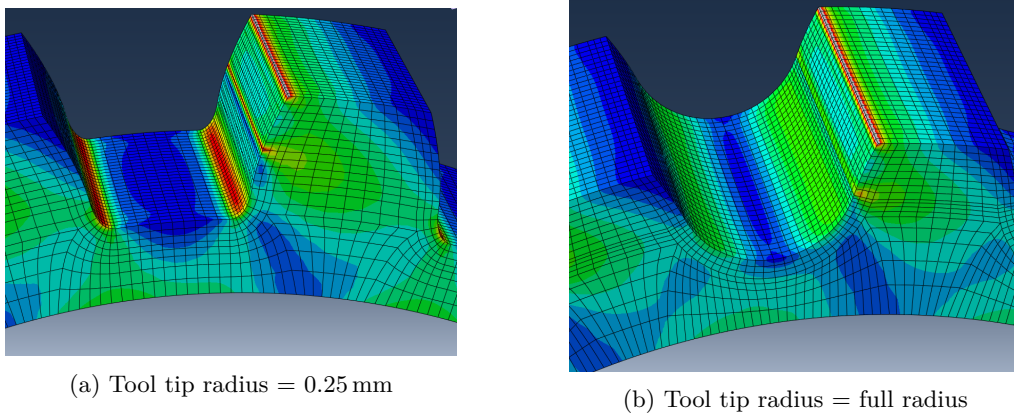 (a) Tool tip radius = 0.25 mm
(b) Tool tip radius = full radius